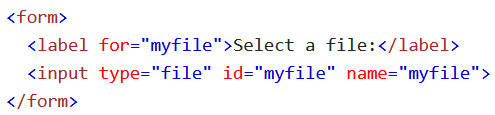 <form>
<label for="myfile">Select a file:</label>
<input type="file" id="myfile" name="myfile">
</form>